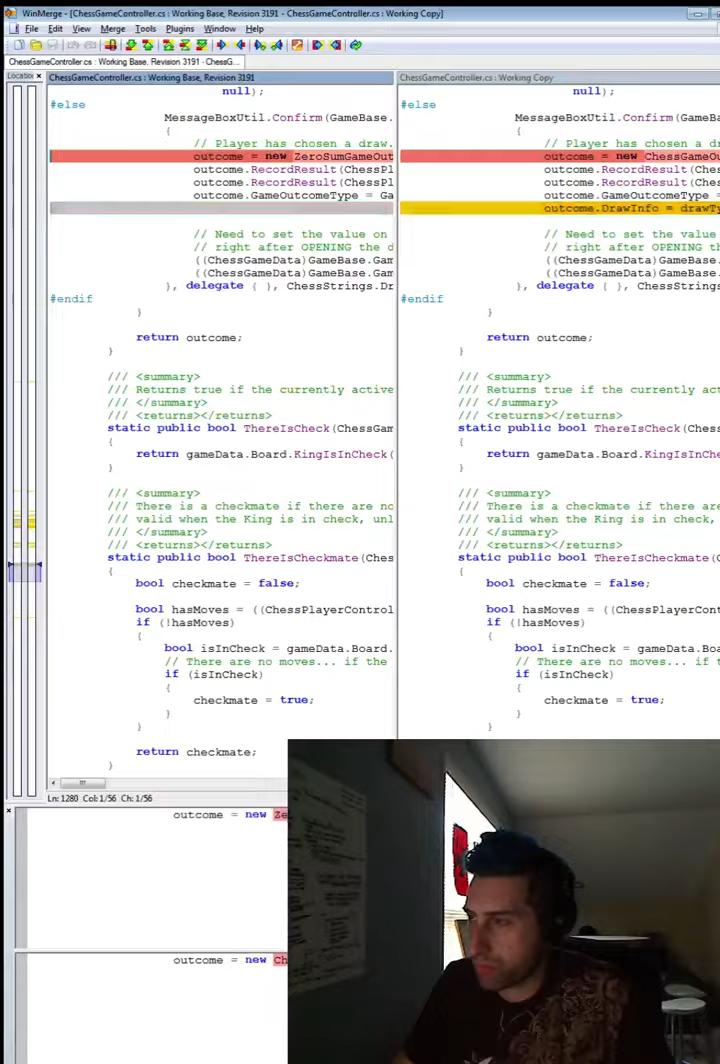 WinMerge - [ChessGameController.cs : Working Base, Revision 3191 - ChessGameController.cs : Working Copy]
File Edit View Merge Tools Plugins Window Help
ChessGameController.cs : Working Base, Revision 3191 - ChessG...
ChessGameController.cs : Working Base, Revision 3191
ChessGameController.cs : Working Copy
null);
#else
MessageBoxUtil.Confirm(GameBase.
{
// Player has chosen a draw.
outcome = new ZeroSumGameOut
outcome.RecordResult(ChessPl
outcome.RecordResult(ChessPl
outcome.GameOutcomeType = Ga
// Need to set the value on
// right after OPENING the d
((ChessGameData)GameBase.Gam
((ChessGameData)GameBase.Gam
}, delegate { }, ChessStrings.Dr
#endif
}
return outcome;
}
/// <summary>
/// Returns true if the currently active
/// </summary>
/// <returns></returns>
static public bool ThereIsCheck(ChessGam
{
return gameData.Board.KingIsInCheck(
}
/// <summary>
/// There is a checkmate if there are no
/// valid when the King is in check, unl
/// </summary>
/// <returns></returns>
static public bool ThereIsCheckmate(Ches
{
bool checkmate = false;
bool hasMoves = ((ChessPlayerControl
if (!hasMoves)
{
bool isInCheck = gameData.Board.
// There are no moves... if the
if (isInCheck)
{
checkmate = true;
}
}
return checkmate;
}
null);
#else
MessageBoxUtil.Confirm(Ga
{
// Player has chosen a dr
outcome = new ChessGameOu
outcome.RecordResult(Ches
outcome.RecordResult(Ches
outcome.GameOutcomeType =
outcome.DrawInfo = drawTy
// Need to set the value
// right after OPENING th
((ChessGameData)GameBase.
((ChessGameData)GameBase.
}, delegate { }, ChessStrings
#endif
}
return outcome;
}
/// <summary>
/// Returns true if the currently act
/// </summary>
/// <returns></returns>
static public bool ThereIsCheck(Chess
{
return gameData.Board.KingIsInChe
}
/// <summary>
/// There is a checkmate if there are
/// valid when the King is in check,
/// </summary>
/// <returns></returns>
static public bool ThereIsCheckmate(C
{
bool checkmate = false;
bool hasMoves = ((ChessPlayerCont
if (!hasMoves)
{
bool isInCheck = gameData.Boa
// There are no moves... if t
if (isInCheck)
{
checkmate = true;
}
}
Ln: 1280 Col: 1/56 Ch: 1/56
outcome = new Ze
outcome = new Ch